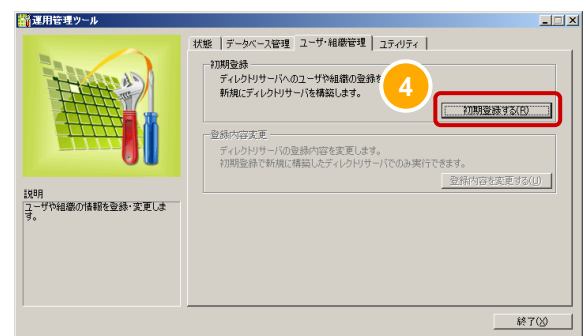 運用管理ツール
状態 データベース管理 ユーザ・組織管理 ユティリティ
初期登録
ディレクトリサーバへのユーザや組織の登録を
新規にディレクトリサーバを構築します。
4
初期登録する(R)
登録内容変更
ディレクトリサーバの登録内容を変更します。
初期登録で新規に構築したディレクトリサーバでのみ実行できます。
登録内容を変更する(U)
説明
ユーザや組織の情報を登録・変更しま
す。
終了(X)